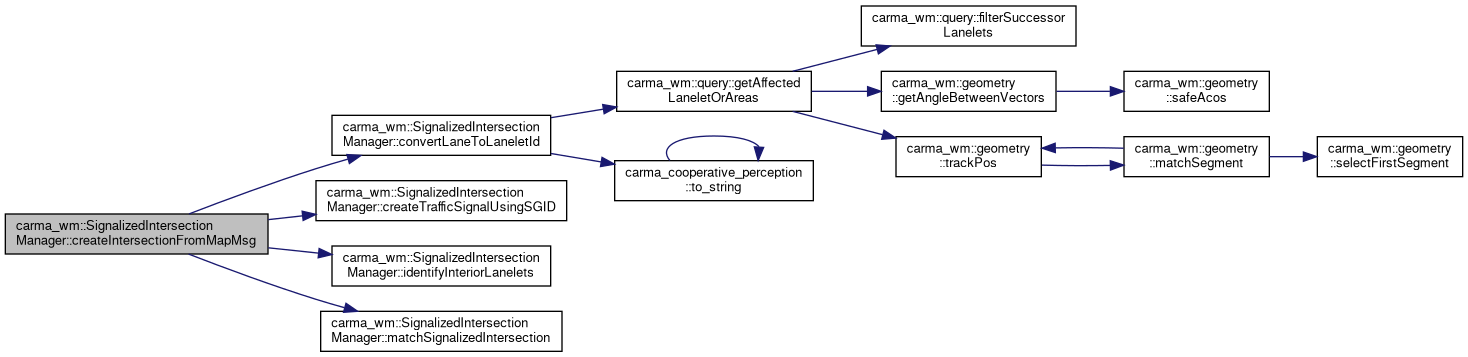 carma_wm::SignalizedIntersection
Manager::createIntersectionFromMapMsg
carma_wm::SignalizedIntersection
Manager::convertLaneToLaneletId
carma_wm::query::getAffected
LaneletOrAreas
carma_wm::query::filterSuccessor
Lanelets
carma_wm::geometry
::getAngleBetweenVectors
carma_wm::geometry
::safeAcos
carma_wm::geometry
::trackPos
carma_wm::geometry
::matchSegment
carma_wm::geometry
::selectFirstSegment
carma_cooperative_perception
::to_string
carma_wm::SignalizedIntersection
Manager::createTrafficSignalUsingSGID
carma_wm::SignalizedIntersection
Manager::identifyInteriorLanelets
carma_wm::SignalizedIntersection
Manager::matchSignalizedIntersection